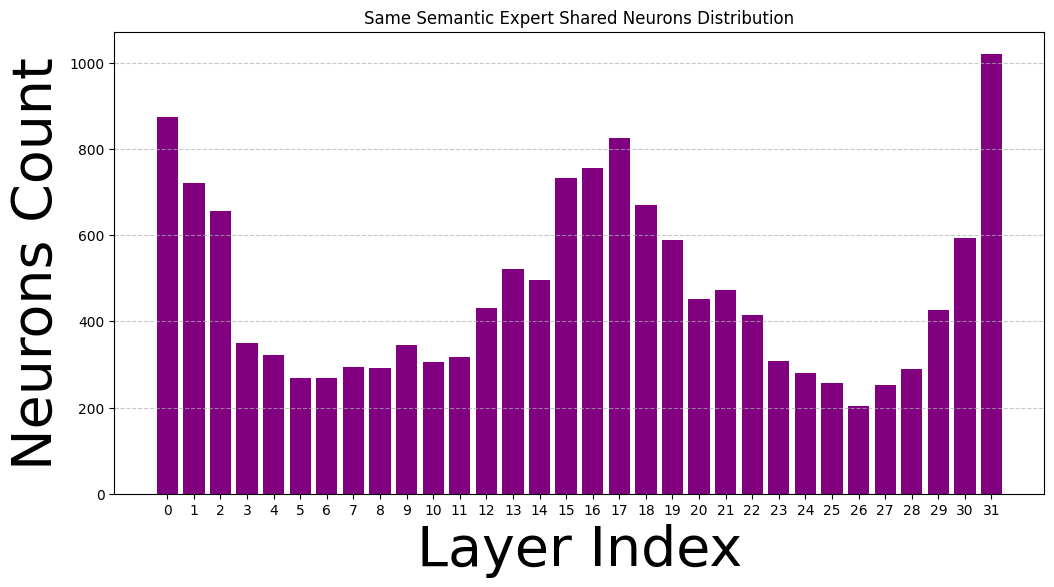 Same Semantic Expert Shared Neurons Distribution
Neurons Count
1000
800
600
400
200
0
0 1 2 3 4 5 6 7 8 9 10 11 12 13 14 15 16 17 18 19 20 21 22 23 24 25 26 27 28 29 30 31
Layer Index